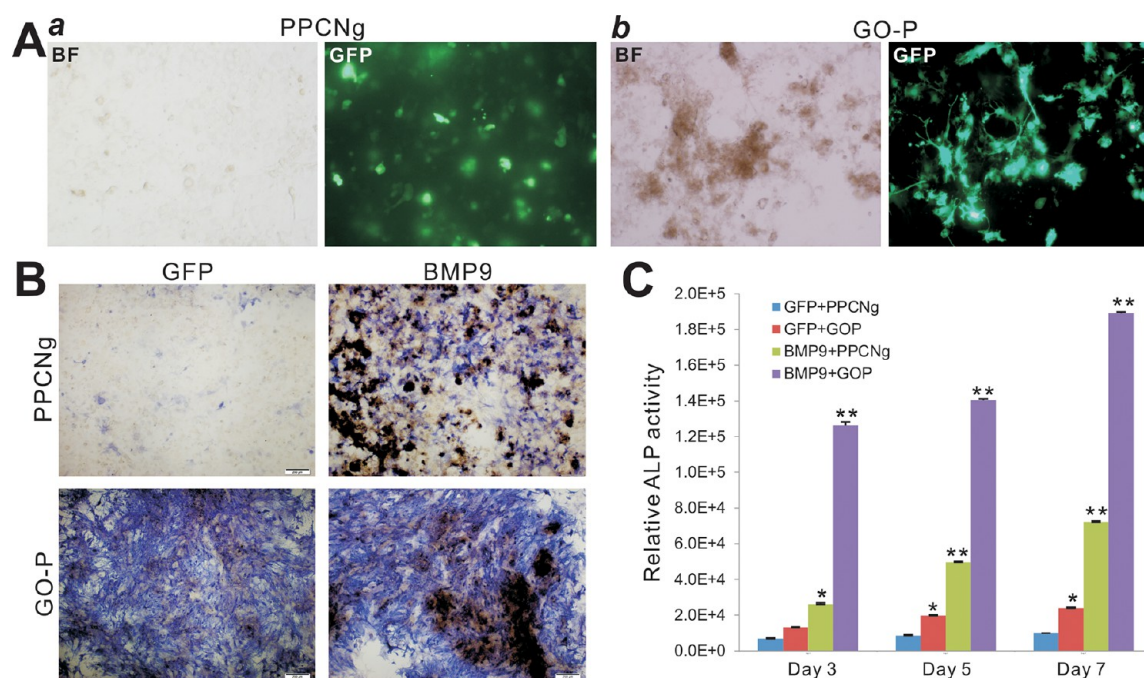 A
a
PPCNg
b
GO-P
BF
GFP
BF
GFP
B
GFP
BMP9
PPCNg
GO-P
C
2.0E+5
1.8E+5
1.6E+5
1.4E+5
1.2E+5
1.0E+5
8.0E+4
6.0E+4
4.0E+4
2.0E+4
0.0E+0
Relative ALP activity
GFP+PPCNg
GFP+GOP
BMP9+PPCNg
BMP9+GOP
*
**
*
**
**
*
**
**
Day 3
Day 5
Day 7